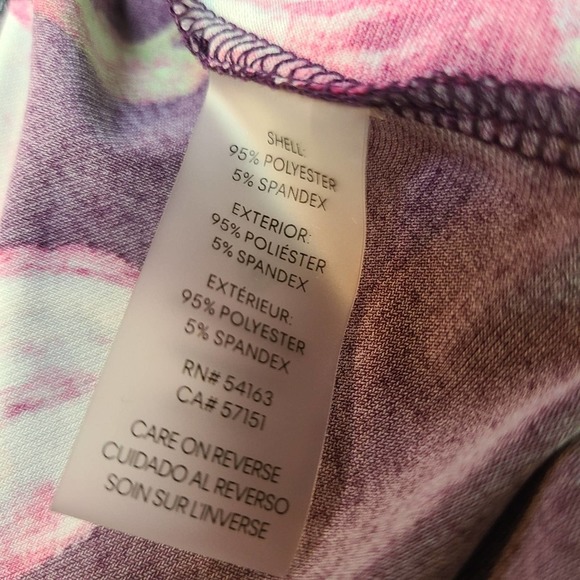 SHELL:
95% POLYESTER
5% SPANDEX
EXTERIOR:
95% POLIÉSTER
5% SPANDEX
EXTÉRIEUR:
95% POLYESTER
5% SPANDEX
RN# 54163
CA# 57151
CARE ON REVERSE
CUIDADO AL REVERSO
SOIN SUR L'INVERSE